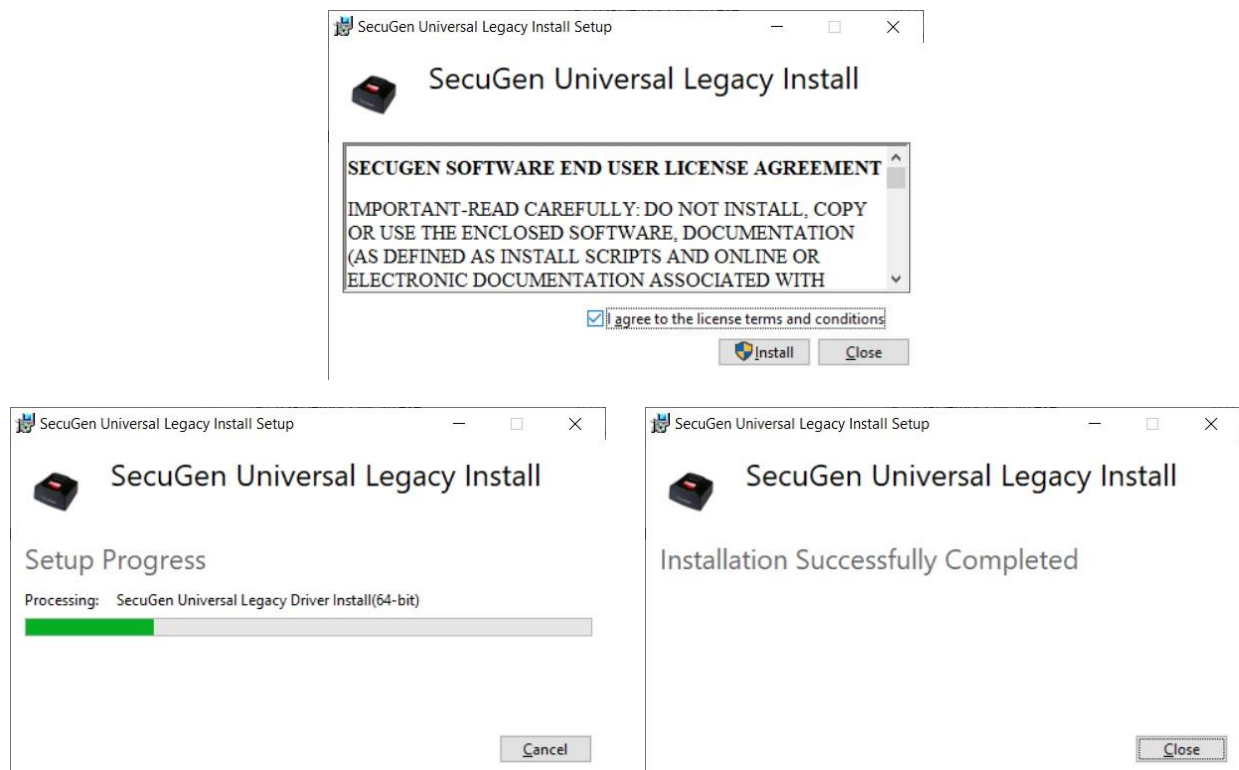 SecuGen Universal Legacy Install Setup
SecuGen Universal Legacy Install
SECUGEN SOFTWARE END USER LICENSE AGREEMENT
IMPORTANT-READ CAREFULLY: DO NOT INSTALL, COPY
OR USE THE ENCLOSED SOFTWARE, DOCUMENTATION
(AS DEFINED AS INSTALL SCRIPTS AND ONLINE OR
ELECTRONIC DOCUMENTATION ASSOCIATED WITH
I agree to the license terms and conditions
Install Close
SecuGen Universal Legacy Install Setup
SecuGen Universal Legacy Install
Setup Progress
Processing: SecuGen Universal Legacy Driver Install(64-bit)
Cancel
SecuGen Universal Legacy Install Setup
SecuGen Universal Legacy Install
Installation Successfully Completed
Close